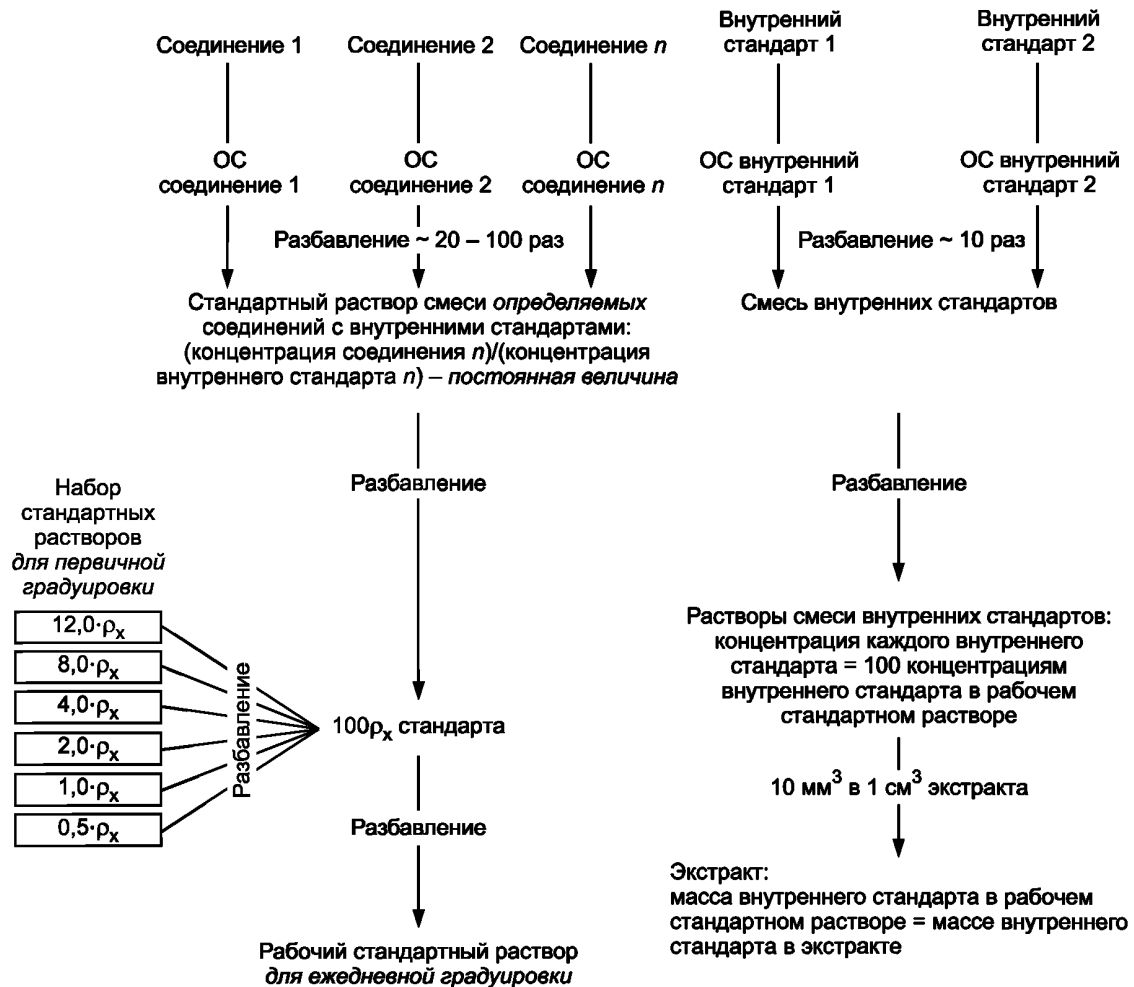 Соединение 1
Соединение 2
Соединение n
Внутренний
стандарт 1
Внутренний
стандарт 2
ОС
соединение 1
ОС
соединение 2
ОС
соединение n
ОС внутренний
стандарт 1
ОС внутренний
стандарт 2
Разбавление ~ 20 – 100 раз
Разбавление ~ 10 раз
Стандартный раствор смеси определяемых
соединений с внутренними стандартами:
(концентрация соединения n)/(концентрация
внутреннего стандарта n) – постоянная величина
Смесь внутренних стандартов
Разбавление
Разбавление
Набор
стандартных
растворов
для первичной
градуировки
12,0·ρₓ
8,0·ρₓ
4,0·ρₓ
2,0·ρₓ
1,0·ρₓ
0,5·ρₓ
Разбавление
100ρₓ стандарта
Разбавление
Рабочий стандартный раствор
для ежедневной градуировки
Растворы смеси внутренних стандартов:
концентрация каждого внутреннего
стандарта = 100 концентрациям
внутреннего стандарта в рабочем
стандартном растворе
10 мм³ в 1 см³ экстракта
Экстракт:
масса внутреннего стандарта в рабочем
стандартном растворе = массе внутреннего
стандарта в экстракте